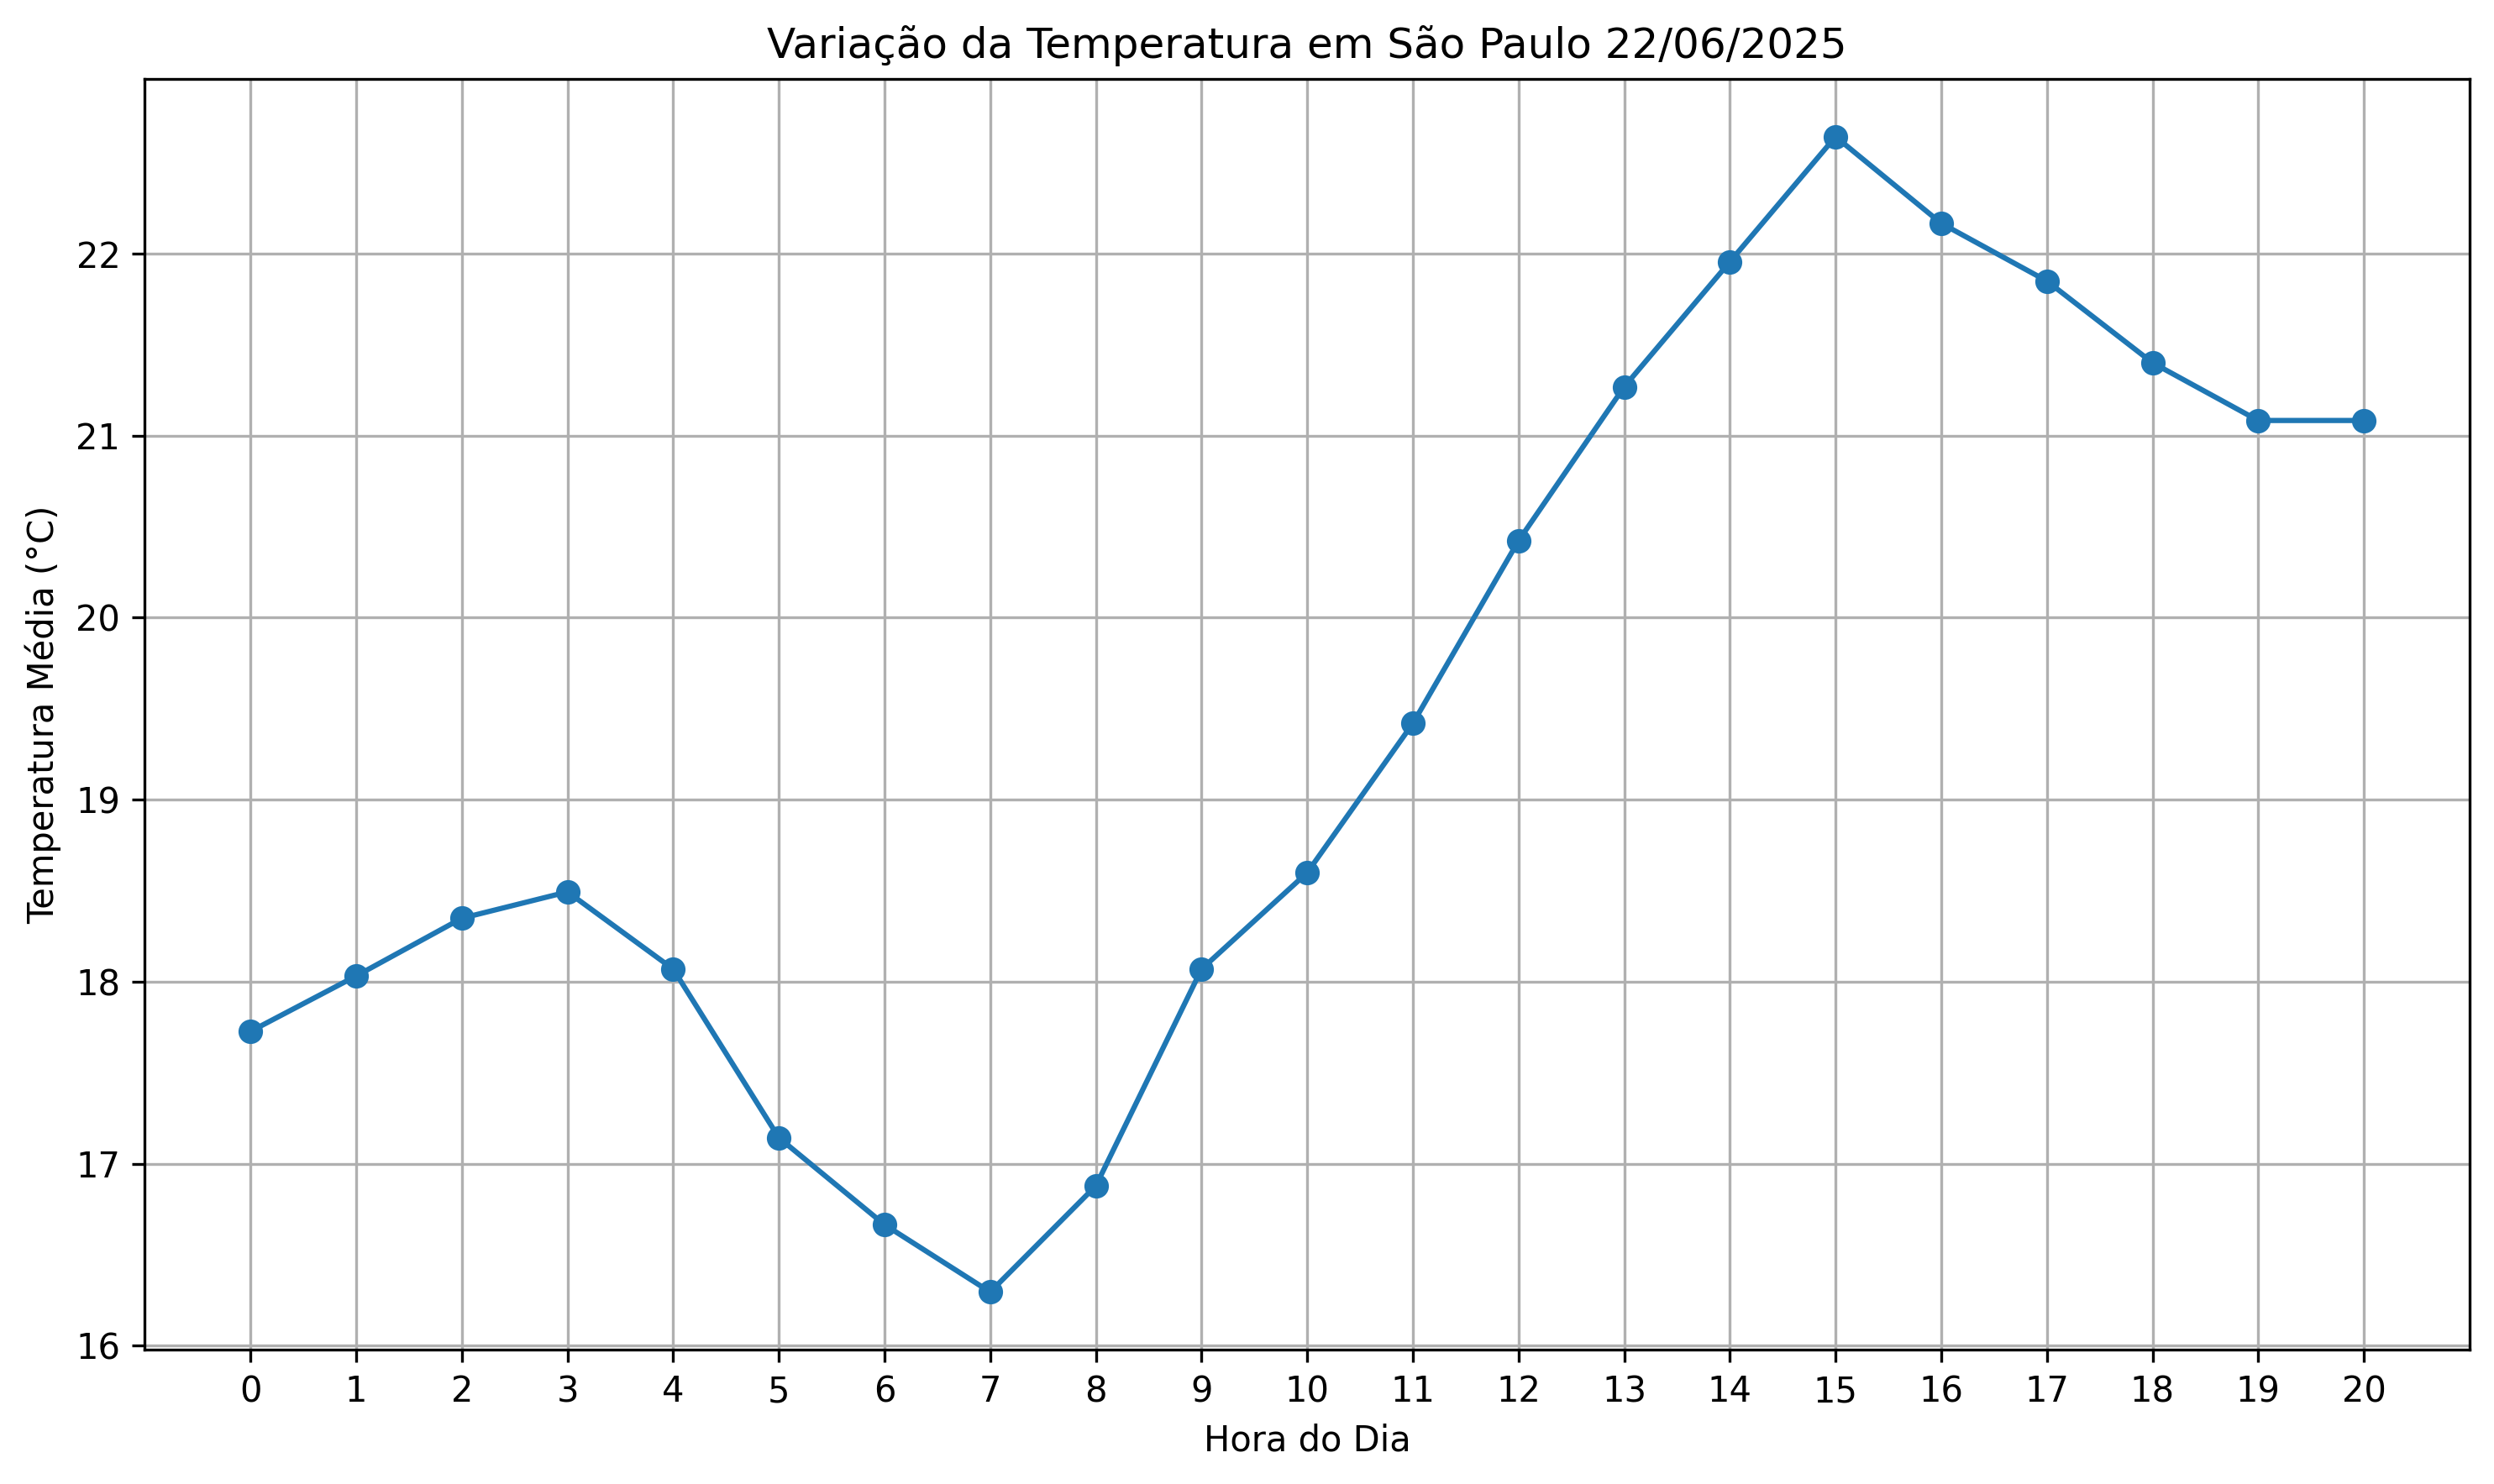 Variação da Temperatura em São Paulo 22/06/2025
Temperatura Média (°C)
22
21
20
19
18
17
16
0 1 2 3 4 5 6 7 8 9 10 11 12 13 14 15 16 17 18 19 20
Hora do Dia